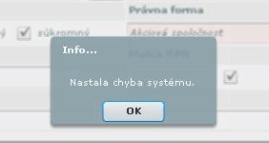 Právna forma
súkromný
Akciová spoločnosť
Info...
Nastala chyba systému.
OK